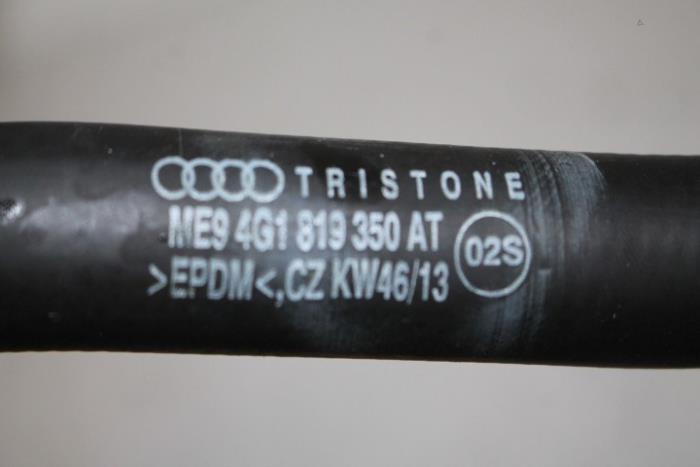 TRISTONE
ME9 4G1 819 350 AT
02S
>EPDM<,CZ KW46/13